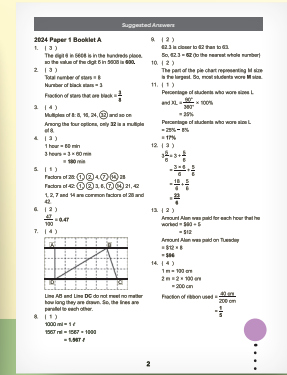 Suggested Answers
2024 Paper 1 Booklet A
1. ( 3 )
The digit 6 in 5608 is in the hundreds place,
so the value of the digit 6 in 5608 is 600.
2. ( 3 )
Total number of stars = 8
Number of black stars = 3
Fraction of stars that are black = 3/8
3. ( 4 )
Multiples of 8: 8, 16, 24, 32 and so on
Among the four options, only 32 is a multiple
of 8.
4. ( 3 )
1 hour = 60 min
3 hours = 3 × 60 min
= 180 min
5. ( 1 )
Factors of 28: 1, 2, 4, 7, 14, 28
Factors of 42: 1, 2, 3, 6, 7, 14, 21, 42
1, 2, 7 and 14 are common factors of 28 and
42.
6. ( 2 )
47/100 = 0.47
7. ( 4 )
A B
D C
Line AB and Line DC do not meet no matter
how long they are drawn. So, the lines are
parallel to each other.
8. ( 1 )
1000 ml = 1 ℓ
1567 ml = 1567 ÷ 1000
= 1.567 ℓ
9. ( 2 )
62.3 is closer to 62 than to 63.
So, 62.3 ≈ 62 (to the nearest whole number)
10. ( 2 )
The part of the pie chart representing M size
is the largest. So, most students wore M size.
11. ( 1 )
Percentage of students who wore sizes L
and XL = 90°/360° × 100%
= 25%
Percentage of students who wore size L
= 25% – 8%
= 17%
12. ( 3 )
3 5/6 = 3 + 5/6
= 3 × 6/6 + 5/6
= 18/6 + 5/6
= 23/6
13. ( 2 )
Amount Alan was paid for each hour that he
worked = $60 ÷ 5
= $12
Amount Alan was paid on Tuesday
= $12 × 8
= $96
14. ( 4 )
1 m = 100 cm
2 m = 2 × 100 cm
= 200 cm
Fraction of ribbon used = 40 cm/200 cm
= 1/5
2